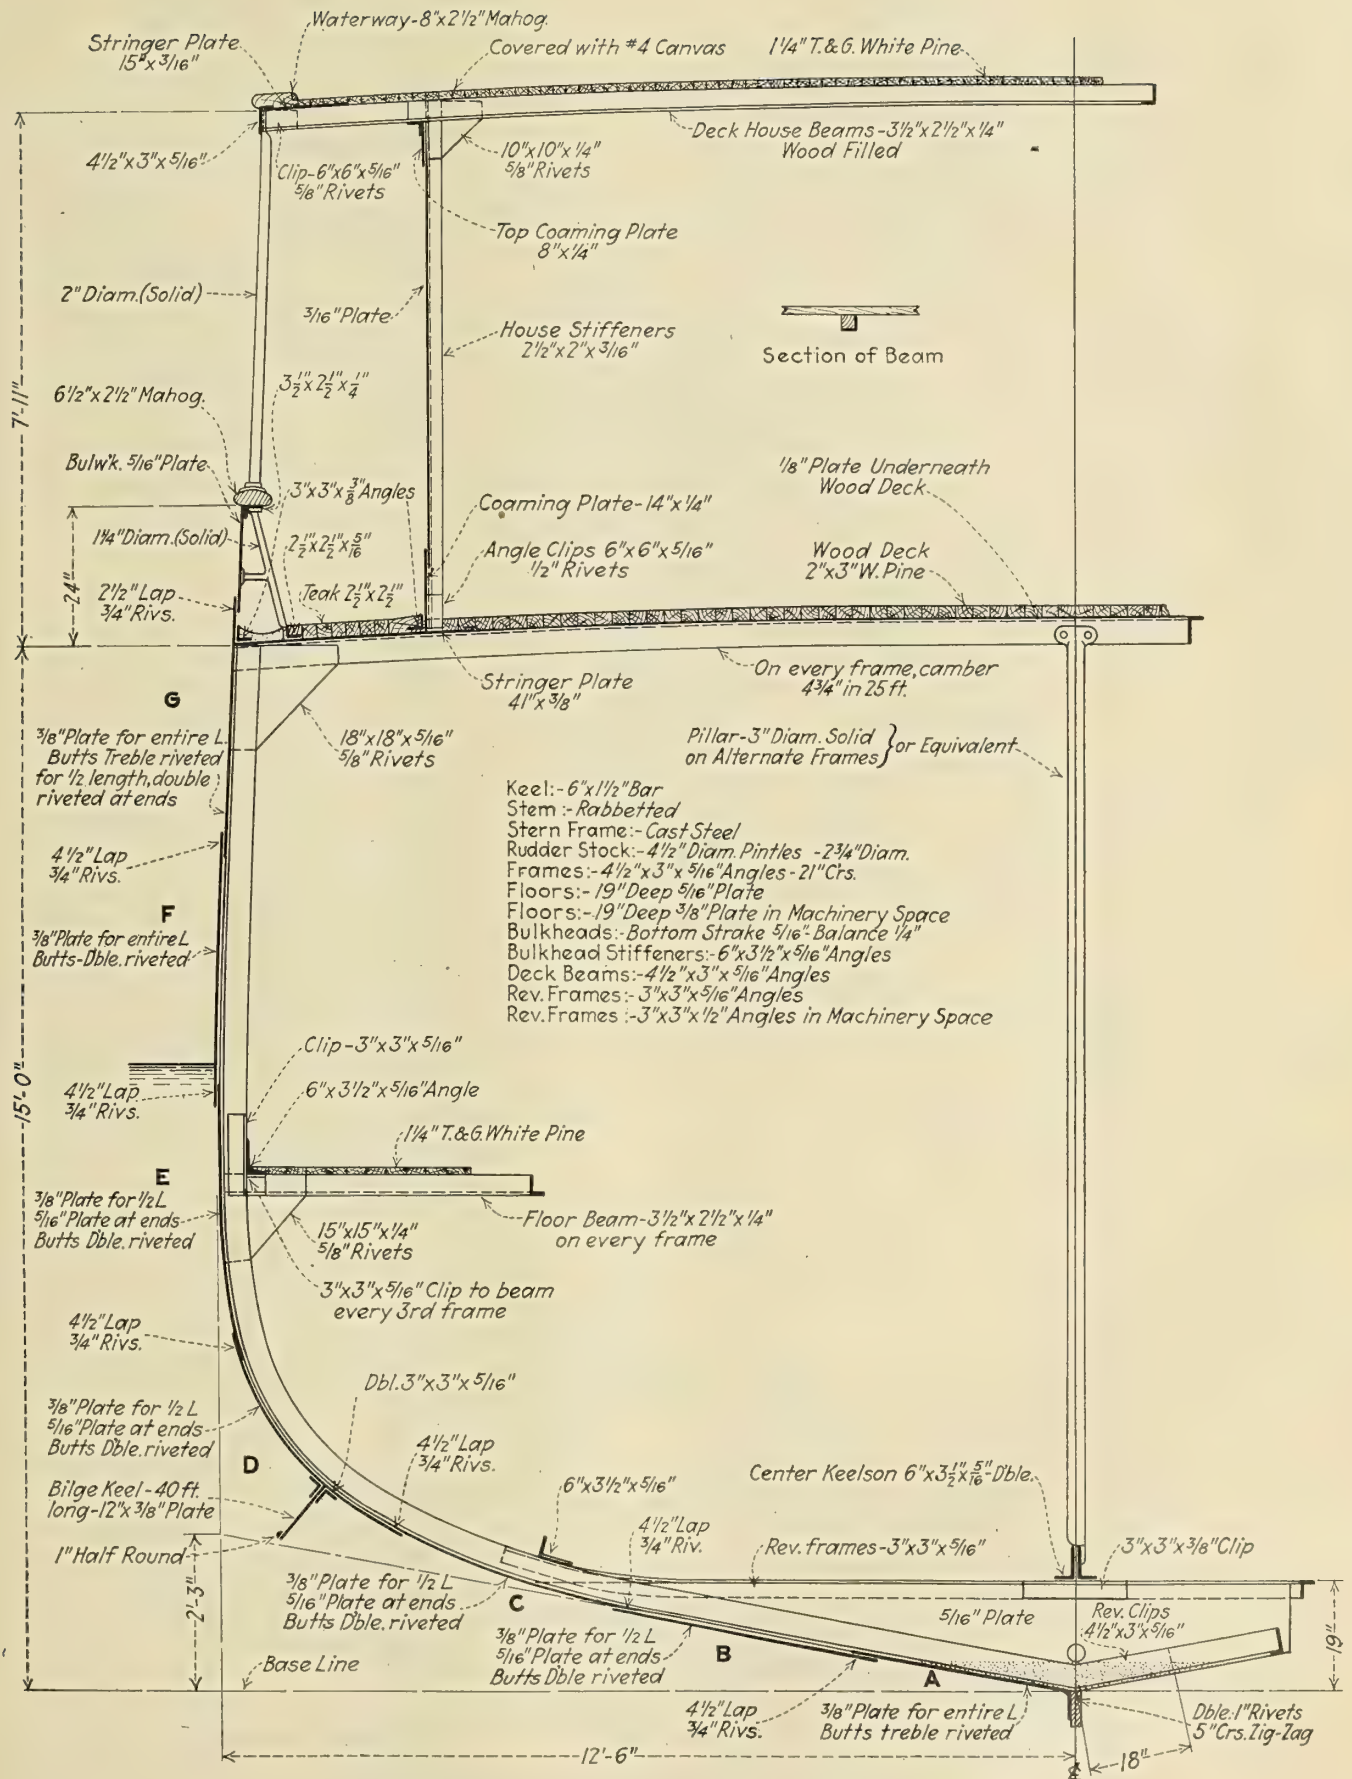 Waterway-8"x2½"Mahog.
Stringer Plate
15"x3/16"
Covered with #4 Canvas
1¼"T.&G.White Pine
4½"x3"x5/16"
Clip-6"x6"x5/16"
5/8"Rivets
10"x10"x¼"
5/8"Rivets
Deck House Beams-3½"x2½"x¼"
Wood Filled
Top Coaming Plate
8"x¼"
2"Diam.(Solid)
3/16"Plate
House Stiffeners
2½"x2"x3/16"
Section of Beam
7'-11"
6½"x2½"Mahog.
3½"x2½"x¼"
Bulw'k. 5/16"Plate
3"x3"x3/8"Angles
1/8"Plate Underneath
Wood Deck
Coaming Plate-14"x¼"
1¼"Diam.(Solid)
2½"x2½"x5/16"
Angle Clips 6"x6"x5/16"
½"Rivets
Wood Deck
2"x3"W.Pine
24"
2½"Lap
3/4"Rivs.
Teak 2½"x2½"
Stringer Plate
41"x3/8"
On every frame,camber
4¾"in 25ft.
G
3/8"Plate for entire L.
Butts Treble riveted
for ½ length,double
riveted at ends
18"x18"x5/16"
5/8"Rivets
Pillar-3"Diam.Solid
on Alternate Frames} or Equivalent
Keel:-6"x1½"Bar
Stem:-Rabbetted
Stern Frame:-Cast Steel
Rudder Stock:-4½"Diam.Pintles -2¾"Diam.
Frames:-4½"x3"x5/16"Angles-21"Crs.
Floors:-19"Deep 5/16"Plate
Floors:-19"Deep 3/8"Plate in Machinery Space
Bulkheads:-Bottom Strake 5/16"-Balance ¼"
Bulkhead Stiffeners:-6"x3½"x5/16"Angles
Deck Beams:-4½"x3"x5/16"Angles
Rev.Frames:-3"x3"x5/16"Angles
Rev.Frames:-3"x3"x½"Angles in Machinery Space
4½"Lap
3/4"Rivs.
F
3/8"Plate for entire L
Butts-Dble.riveted
15'-0"
Clip-3"x3"x5/16"
4½"Lap
3/4"Rivs.
6"x3½"x5/16"Angle
1¼"T.&G.White Pine
E
3/8"Plate for ½L
5/16"Plate at ends
Butts Dble.riveted
Floor Beam-3½"x2½"x¼"
on every frame
15"x15"x¼"
5/8"Rivets
3"x3"x5/16"Clip to beam
every 3rd frame
4½"Lap
3/4"Rivs.
Dbl.3"x3"x5/16"
3/8"Plate for ½L
5/16"Plate at ends
Butts Dble.riveted
D
4½"Lap
3/4"Rivs.
Bilge Keel-40ft.
long-12"x3/8"Plate
6"x3½"x5/16"
Center Keelson 6"x3½"x5/16"-Dble.
1"Half Round
4½"Lap
3/4"Riv.
Rev.frames-3"x3"x5/16"
3"x3"x3/8"Clip
2'-3"
3/8"Plate for ½L
5/16"Plate at ends
Butts Dble.riveted
C
5/16"Plate
Rev.Clips
4½"x3"x5/16"
19"
3/8"Plate for ½L
5/16"Plate at ends
Butts Dble riveted
B
A
Base Line
4½"Lap
3/4"Rivs.
3/8"Plate for entire L
Butts treble riveted
Dble.1"Rivets
5"Crs.Zig-Zag
12'-6"
18"